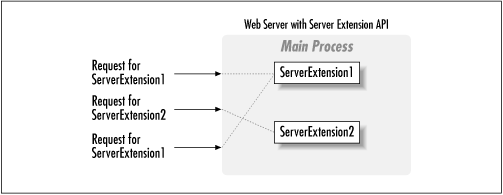 Web Server with Server Extension API
Main Process
Request for
ServerExtension1
ServerExtension1
Request for
ServerExtension2
ServerExtension2
Request for
ServerExtension1